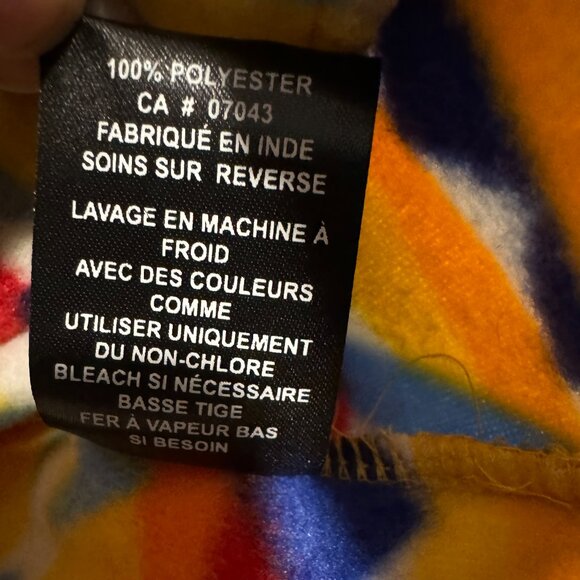 100% POLYESTER
CA # 07043
FABRIQUÉ EN INDE
SOINS SUR REVERSE
LAVAGE EN MACHINE À
FROID
AVEC DES COULEURS
COMME
UTILISER UNIQUEMENT
DU NON-CHLORE
BLEACH SI NÉCESSAIRE
BASSE TIGE
FER À VAPEUR BAS
SI BESOIN